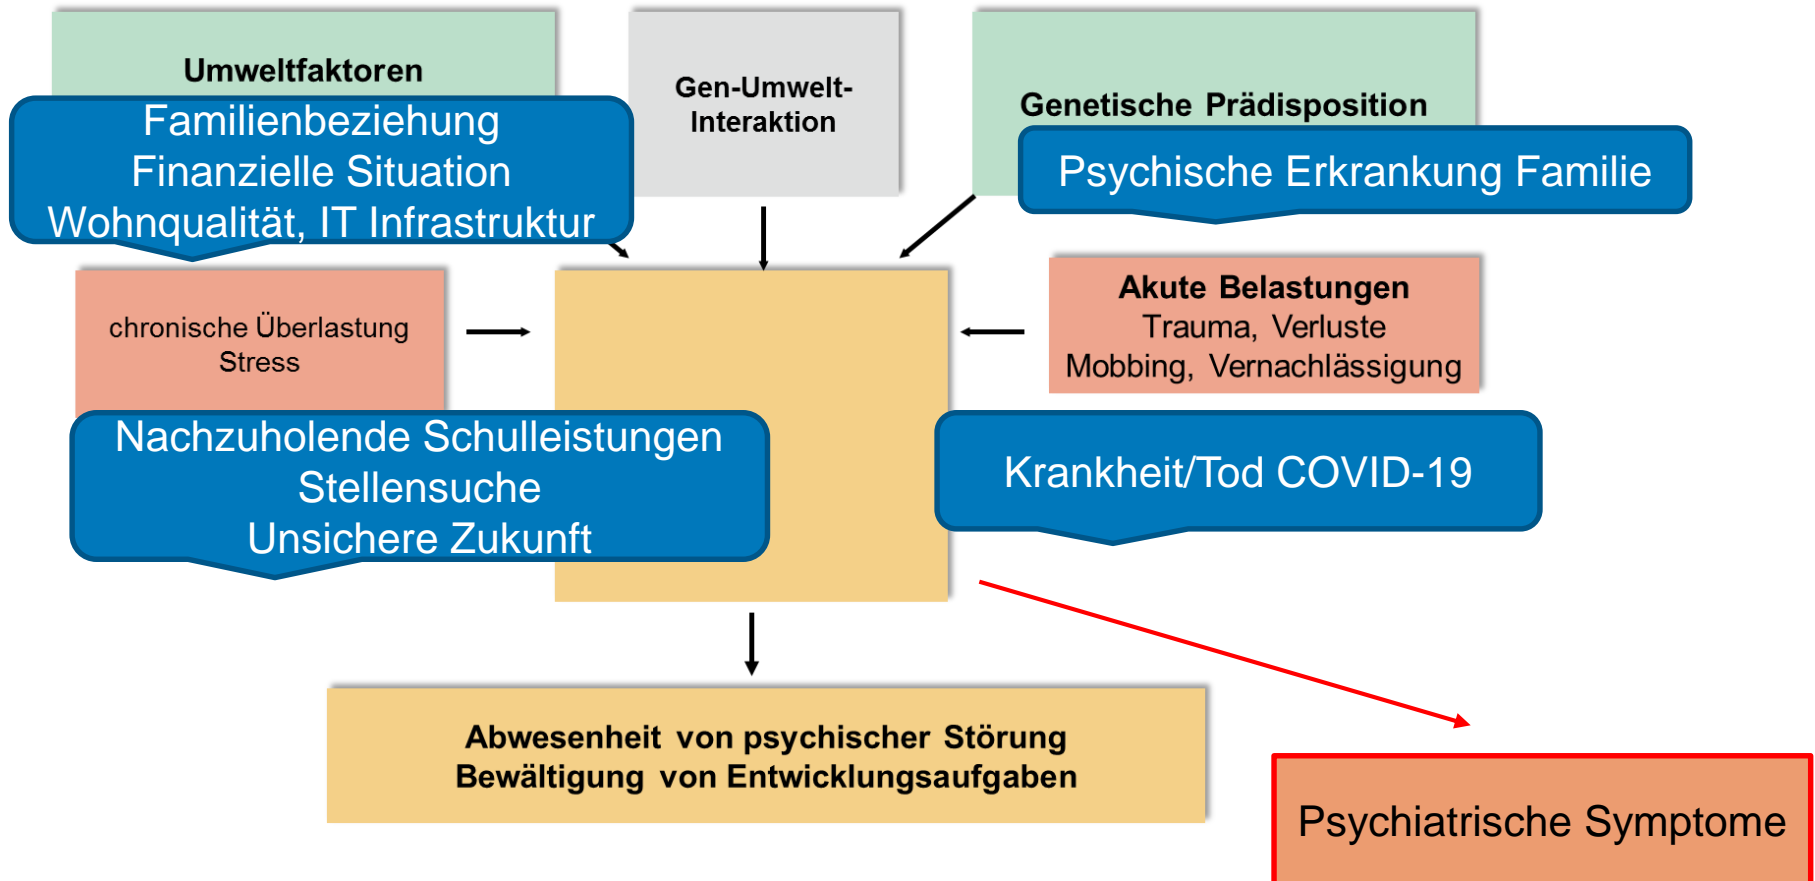 Umweltfaktoren
Familienbeziehung
Finanzielle Situation
Wohnqualität, IT Infrastruktur
Gen-Umwelt-
Interaktion
Genetische Prädisposition
Psychische Erkrankung Familie
chronische Überlastung
Stress
Nachzuholende Schulleistungen
Stellensuche
Unsichere Zukunft
Akute Belastungen
Trauma, Verluste
Mobbing, Vernachlässigung
Krankheit/Tod COVID-19
Abwesenheit von psychischer Störung
Bewältigung von Entwicklungsaufgaben
Psychiatrische Symptome